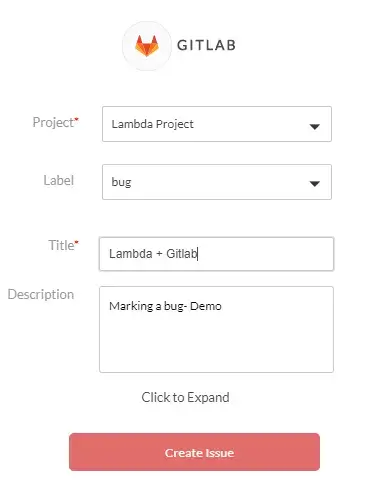 GITLAB
Project* Lambda Project
Label bug
Title* Lambda + Gitlab
Description Marking a bug- Demo
Click to Expand
Create Issue